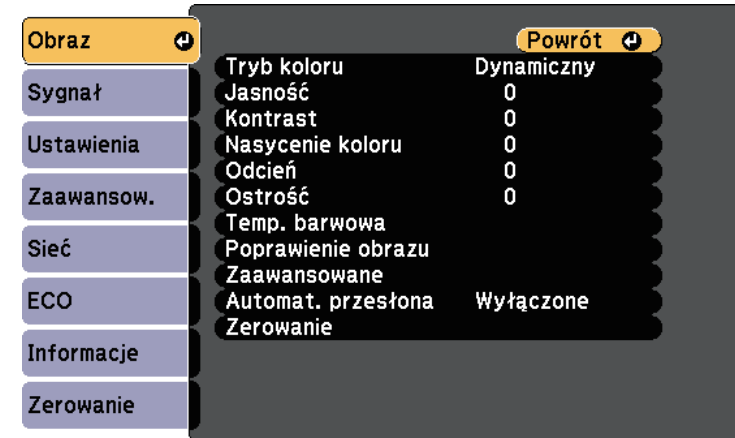 Obraz
Sygnał
Ustawienia
Zaawansow.
Sieć
ECO
Informacje
Zerowanie
Powrót
Tryb koloru Dynamiczny
Jasność 0
Kontrast 0
Nasycenie koloru 0
Odcień 0
Ostrość 0
Temp. barwowa
Poprawienie obrazu
Zaawansowane
Automat. przesłona Wyłączone
Zerowanie